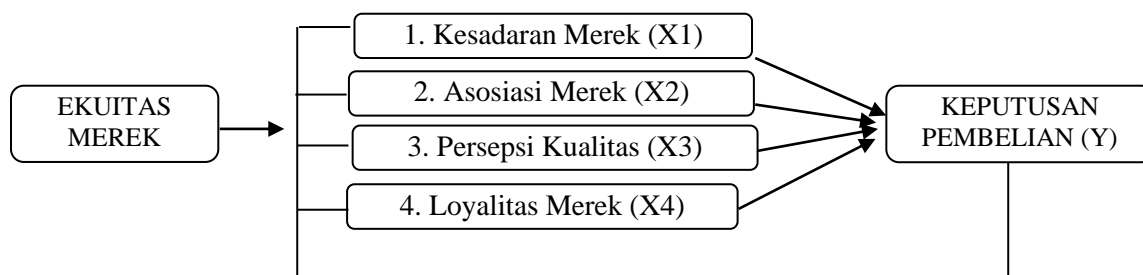 EKUITAS
MEREK
1. Kesadaran Merek (X1)
2. Asosiasi Merek (X2)
3. Persepsi Kualitas (X3)
4. Loyalitas Merek (X4)
KEPUTUSAN
PEMBELIAN (Y)